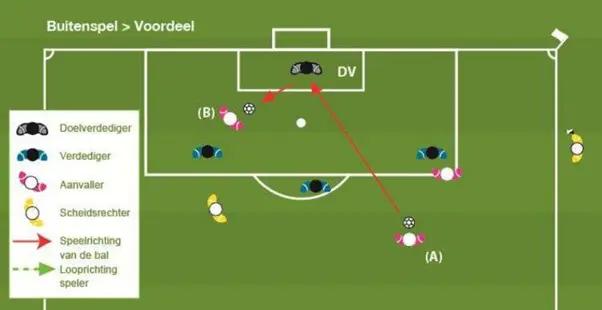 Buitenspel > Voordeel
DV
(B)
Doelverdediger
Verdediger
Aanvaller
Scheidsrechter
Speelrichting
van de bal
Looprichting
speler
(A)